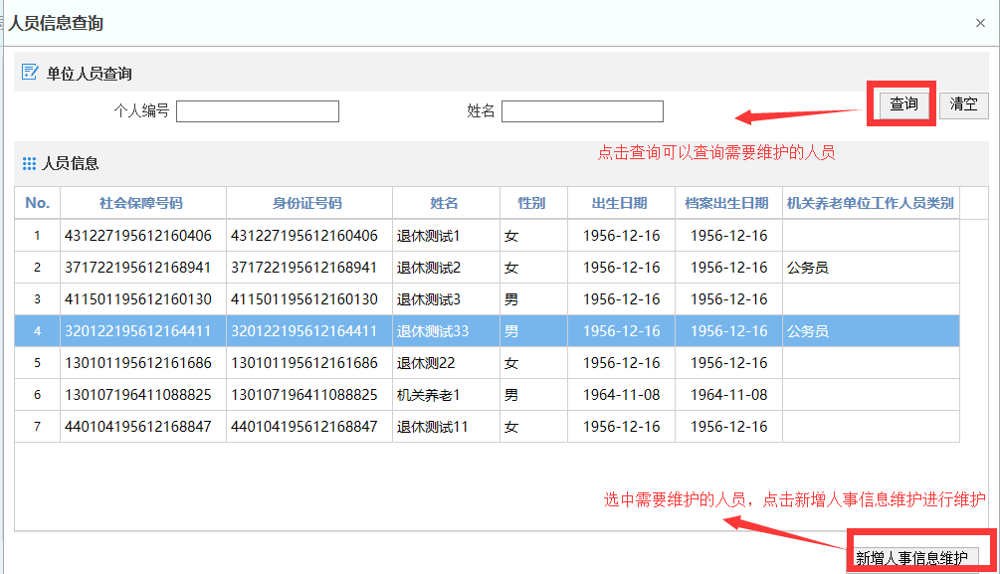 人员信息查询 ×
单位人员查询
个人编号 姓名 查询 清空
点击查询可以查询需要维护的人员
人员信息
No. 社会保障号码 身份证号码 姓名 性别 出生日期 档案出生日期 机关养老单位工作人员类别
1 431227195612160406 431227195612160406 退休测试1 女 1956-12-16 1956-12-16
2 371722195612168941 371722195612168941 退休测试2 女 1956-12-16 1956-12-16 公务员
3 411501195612160130 411501195612160130 退休测试3 男 1956-12-16 1956-12-16
4 320122195612164411 320122195612164411 退休测试33 男 1956-12-16 1956-12-16 公务员
5 130101195612161686 130101195612161686 退休测22 女 1956-12-16 1956-12-16
6 130107196411088825 130107196411088825 机关养老1 男 1964-11-08 1964-11-08
7 440104195612168847 440104195612168847 退休测试11 女 1956-12-16 1956-12-16
选中需要维护的人员，点击新增人事信息维护进行维护
新增人事信息维护